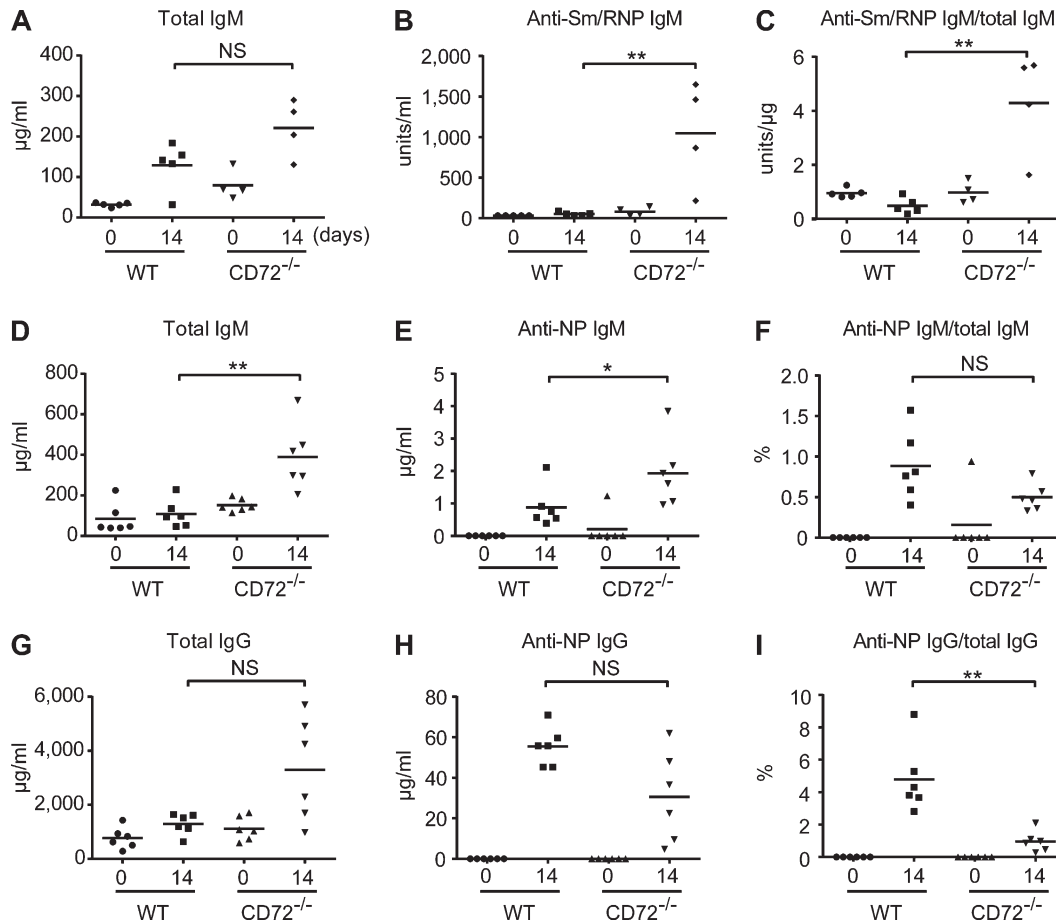 A
Total IgM
NS
µg/ml
400
300
200
100
0
0 14 0 14 (days)
WT CD72-/-
B
Anti-Sm/RNP IgM
**
units/ml
2,000
1,500
1,000
500
0
0 14 0 14
WT CD72-/-
C
Anti-Sm/RNP IgM/total IgM
**
units/µg
6
4
2
0
0 14 0 14
WT CD72-/-
D
Total IgM
**
µg/ml
800
600
400
200
0
0 14 0 14
WT CD72-/-
E
Anti-NP IgM
*
µg/ml
5
4
3
2
1
0
0 14 0 14
WT CD72-/-
F
Anti-NP IgM/total IgM
NS
%
2.0
1.5
1.0
0.5
0
0 14 0 14
WT CD72-/-
G
Total IgG
NS
µg/ml
6,000
4,000
2,000
0
0 14 0 14
WT CD72-/-
H
Anti-NP IgG
NS
µg/ml
80
60
40
20
0
0 14 0 14
WT CD72-/-
I
Anti-NP IgG/total IgG
**
%
10
8
6
4
2
0
0 14 0 14
WT CD72-/-